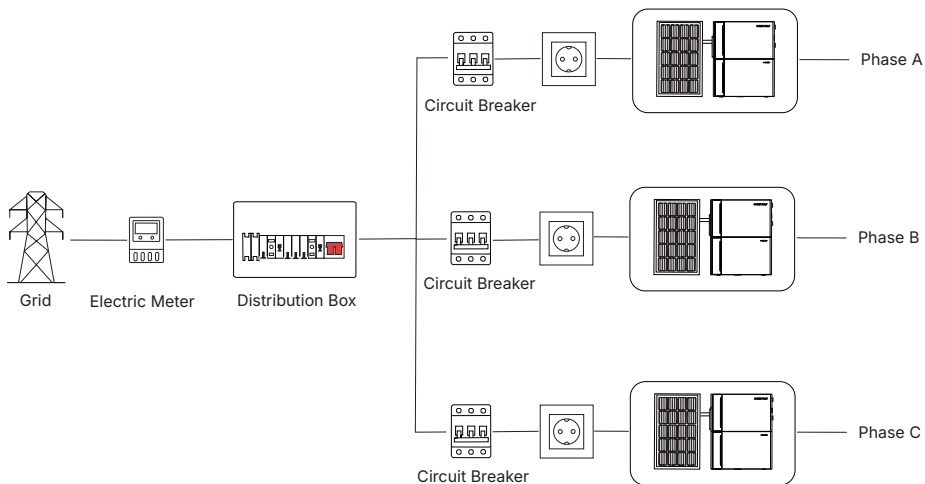 Phase A
Circuit Breaker
Phase B
Circuit Breaker
Grid
Electric Meter
Distribution Box
Phase C
Circuit Breaker